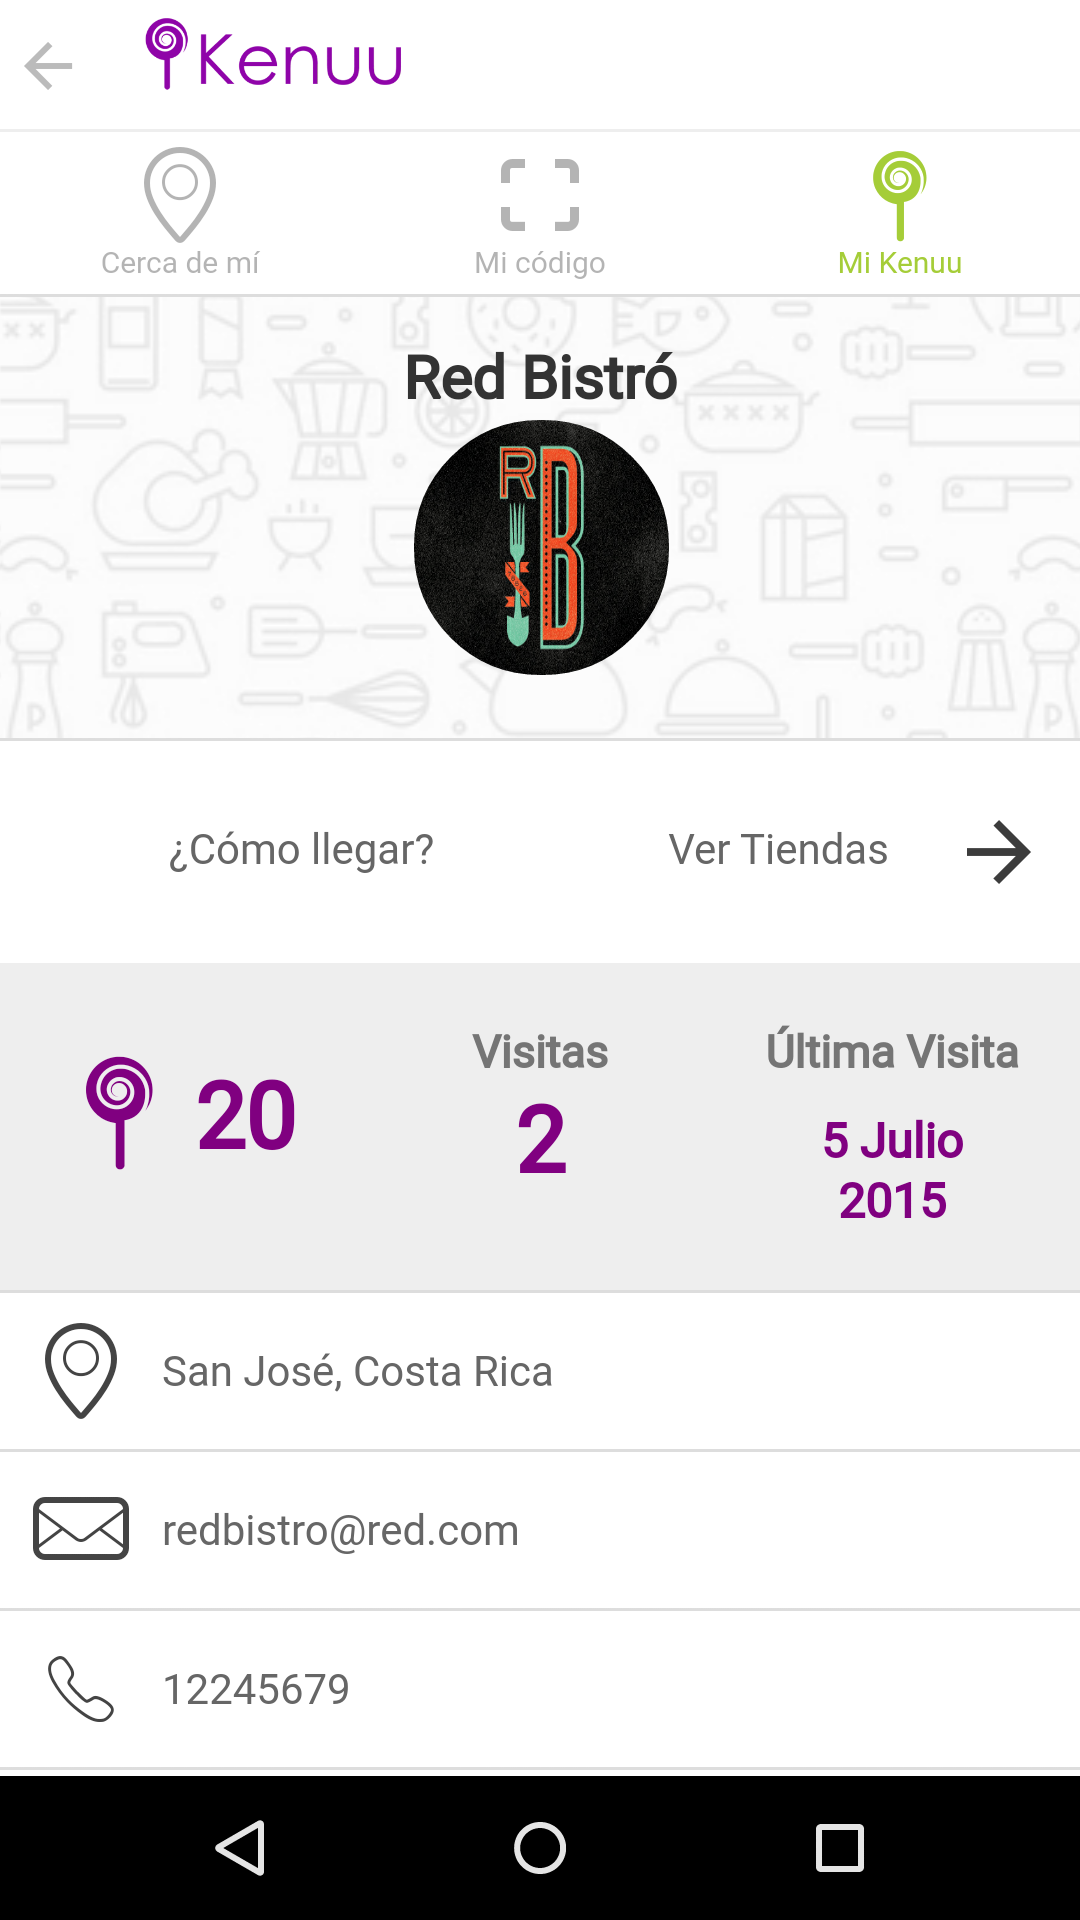 Kenuu
Cerca de mí
Mi código
Mi Kenuu
Red Bistró
R B
¿Cómo llegar?
Ver Tiendas
20
Visitas
2
Última Visita
5 Julio
2015
San José, Costa Rica
redbistro@red.com
12245679